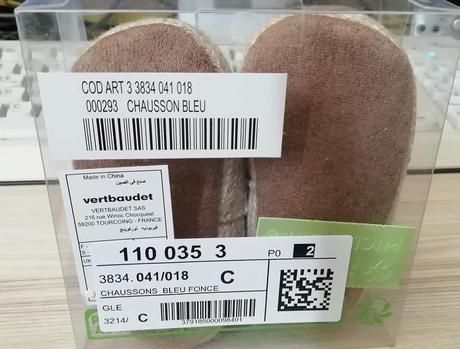 COD ART 3 3834 041 018
000293 CHAUSSON BLEU
Made in China
صنع في الصين
vertbaudet
VERTBAUDET SAS
216 rue Winoc Chocqueel
59200 TOURCOING - FRANCE
110 035 3
P0 2
3834. 041/018 C
CHAUSSONS BLEU FONCE
GLE
3214/ C
379185000098401